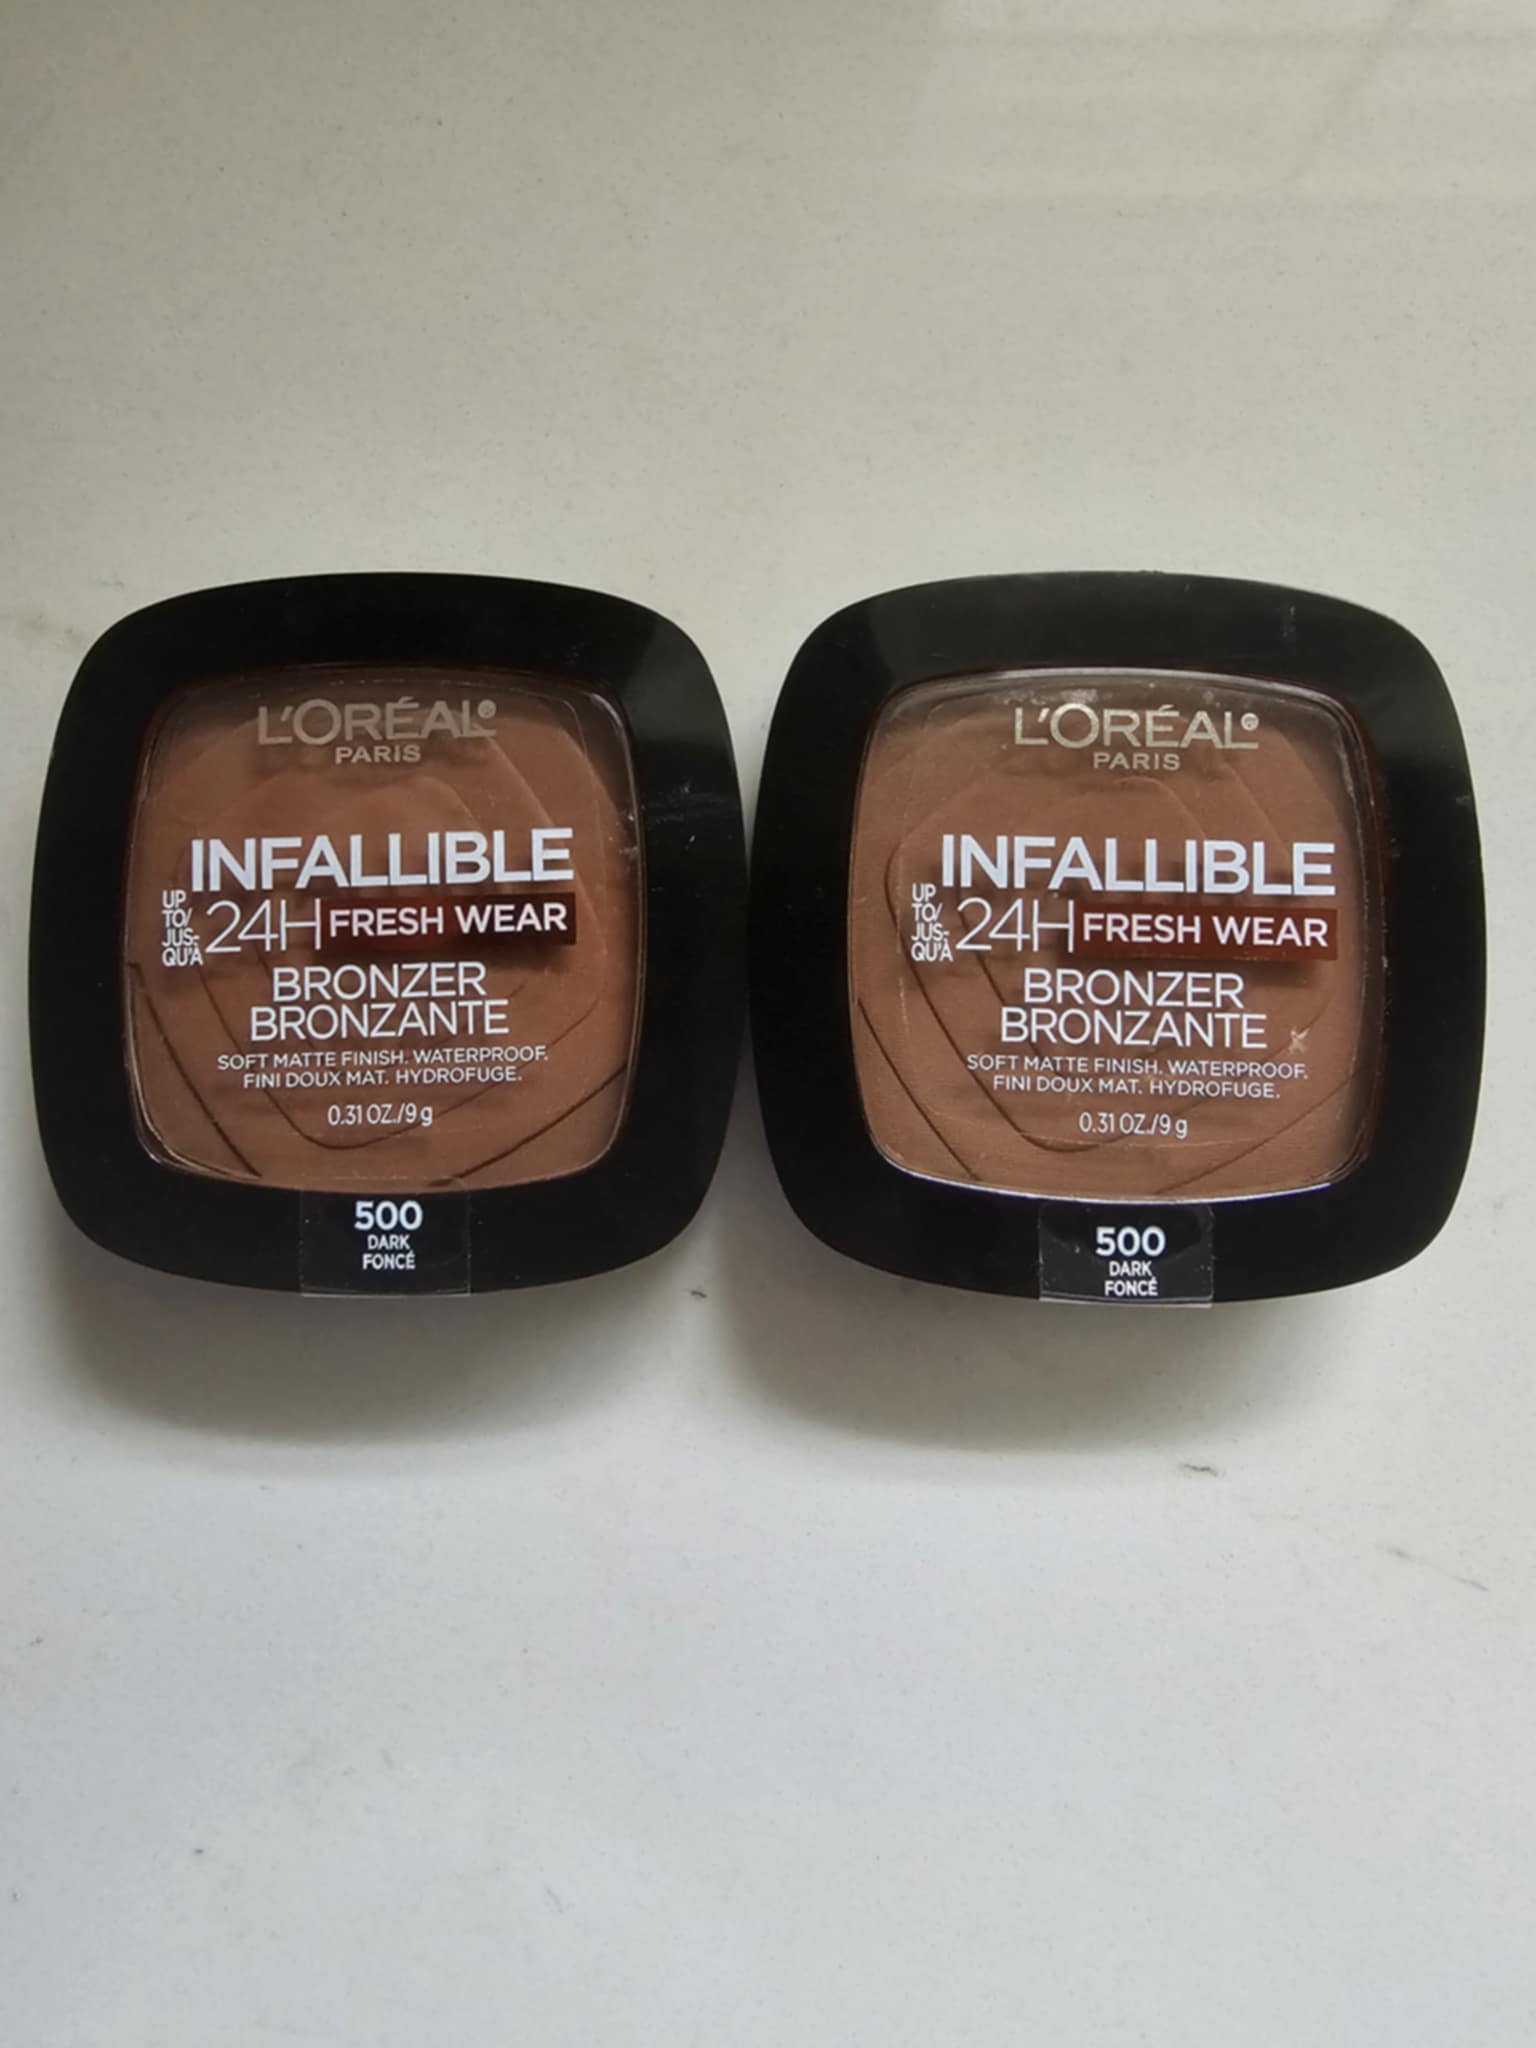 L'ORÉAL®
PARIS
INFALLIBLE
UP TO/ JUS-QU'À 24H FRESH WEAR
BRONZER
BRONZANTE
SOFT MATTE FINISH. WATERPROOF.
FINI DOUX MAT. HYDROFUGE.
0.31 OZ./9 g
500
DARK
FONCÉ
L'ORÉAL®
PARIS
INFALLIBLE
UP TO/ JUS-QU'À 24H FRESH WEAR
BRONZER
BRONZANTE
SOFT MATTE FINISH. WATERPROOF.
FINI DOUX MAT. HYDROFUGE.
0.31 OZ./9 g
500
DARK
FONCÉ